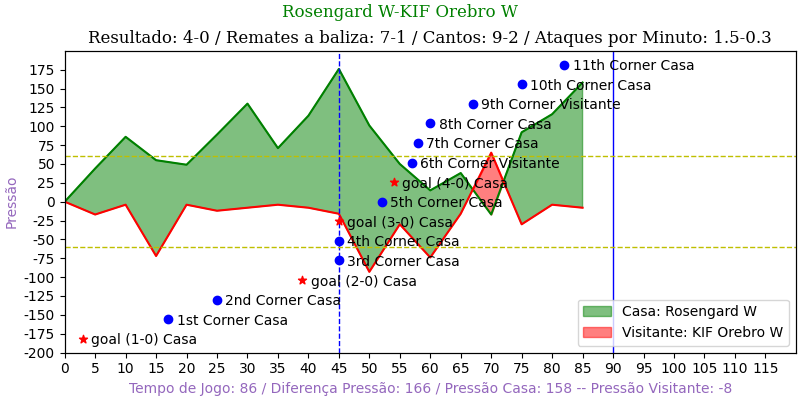 Rosengard W-KIF Orebro W
Resultado: 4-0 / Remates a baliza: 7-1 / Cantos: 9-2 / Ataques por Minuto: 1.5-0.3
Pressão
175
150
125
100
75
50
25
0
-25
-50
-75
-100
-125
-150
-175
-200
11th Corner Casa
10th Corner Casa
9th Corner Visitante
8th Corner Casa
7th Corner Casa
6th Corner Visitante
goal (4-0) Casa
5th Corner Casa
goal (3-0) Casa
4th Corner Casa
3rd Corner Casa
goal (2-0) Casa
2nd Corner Casa
1st Corner Casa
goal (1-0) Casa
Casa: Rosengard W
Visitante: KIF Orebro W
0 5 10 15 20 25 30 35 40 45 50 55 60 65 70 75 80 85 90 95 100 105 110 115
Tempo de Jogo: 86 / Diferença Pressão: 166 / Pressão Casa: 158 -- Pressão Visitante: -8